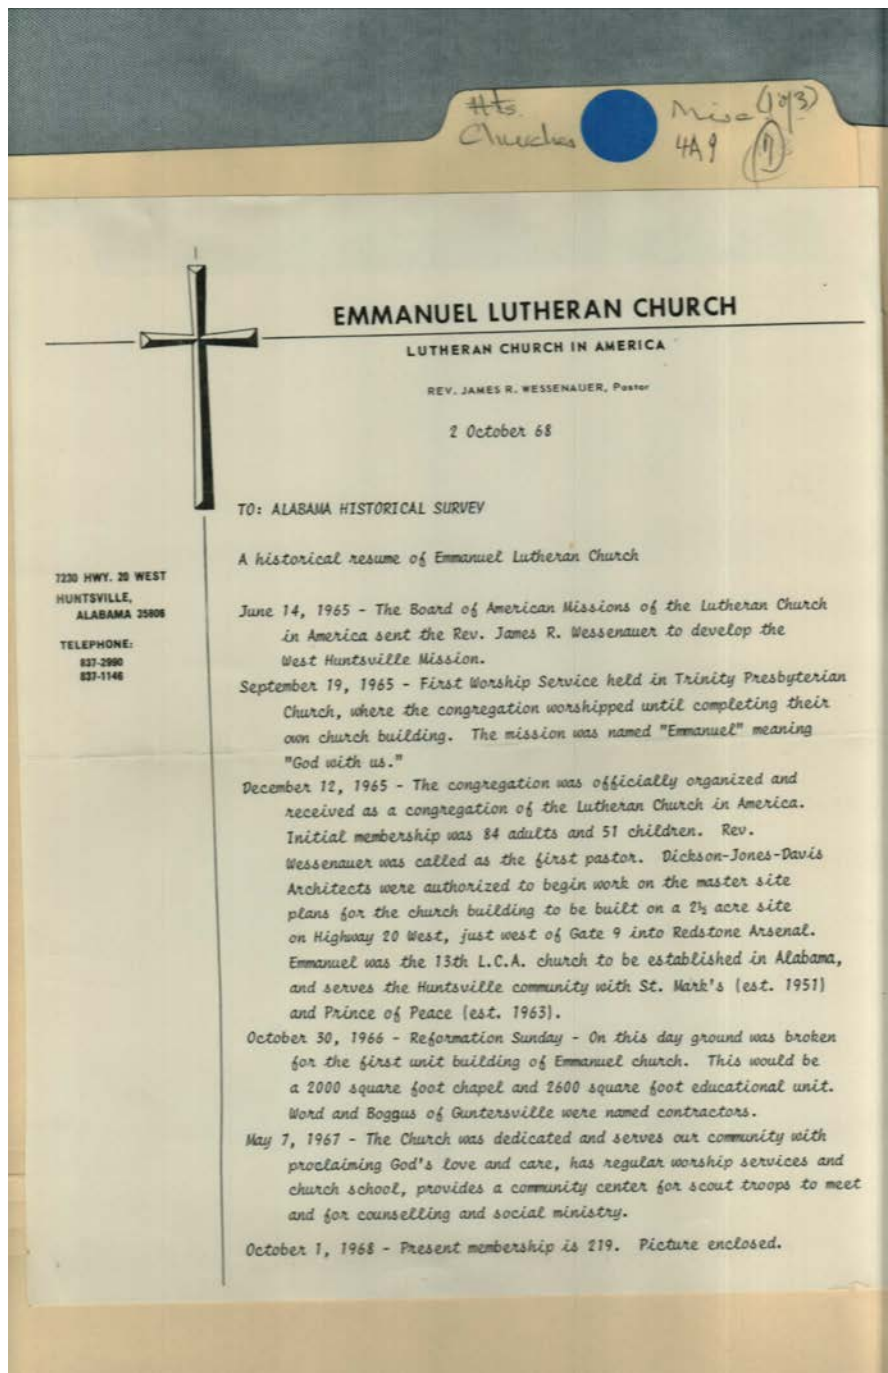 Hts. Misc (1 of 3)
Churches 4A9 7
EMMANUEL LUTHERAN CHURCH
LUTHERAN CHURCH IN AMERICA
REV. JAMES R. WESSENAUER, Pastor
2 October 68
TO: ALABAMA HISTORICAL SURVEY
A historical resume of Emmanuel Lutheran Church
7230 HWY. 20 WEST
HUNTSVILLE,
ALABAMA 35806
TELEPHONE:
837-2990
837-1146
June 14, 1965 - The Board of American Missions of the Lutheran Church
in America sent the Rev. James R. Wessenauer to develop the
West Huntsville Mission.
September 19, 1965 - First Worship Service held in Trinity Presbyterian
Church, where the congregation worshipped until completing their
own church building. The mission was named "Emmanuel" meaning
"God with us."
December 12, 1965 - The congregation was officially organized and
received as a congregation of the Lutheran Church in America.
Initial membership was 84 adults and 51 children. Rev.
Wessenauer was called as the first pastor. Dickson-Jones-Davis
Architects were authorized to begin work on the master site
plans for the church building to be built on a 2½ acre site
on Highway 20 West, just west of Gate 9 into Redstone Arsenal.
Emmanuel was the 13th L.C.A. church to be established in Alabama,
and serves the Huntsville community with St. Mark's (est. 1951)
and Prince of Peace (est. 1963).
October 30, 1966 - Reformation Sunday - On this day ground was broken
for the first unit building of Emmanuel church. This would be
a 2000 square foot chapel and 2600 square foot educational unit.
Word and Boggus of Guntersville were named contractors.
May 7, 1967 - The Church was dedicated and serves our community with
proclaiming God's love and care, has regular worship services and
church school, provides a community center for scout troops to meet
and for counselling and social ministry.
October 1, 1968 - Present membership is 219. Picture enclosed.